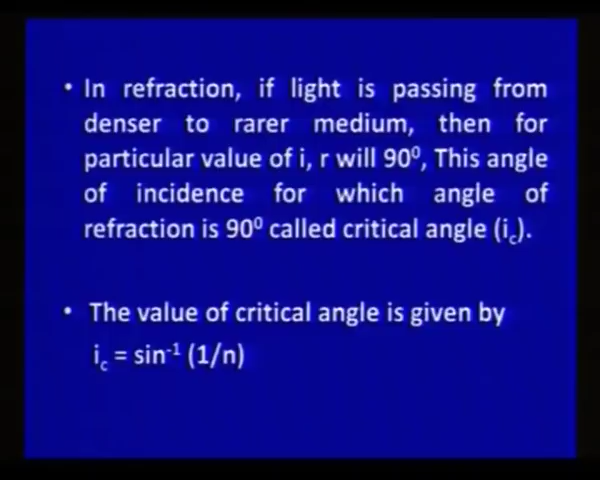 • In refraction, if light is passing from
denser to rarer medium, then for
particular value of i, r will 90⁰, This angle
of incidence for which angle of
refraction is 90⁰ called critical angle (i꜀).
• The value of critical angle is given by
i꜀ = sin⁻¹ (1/n)